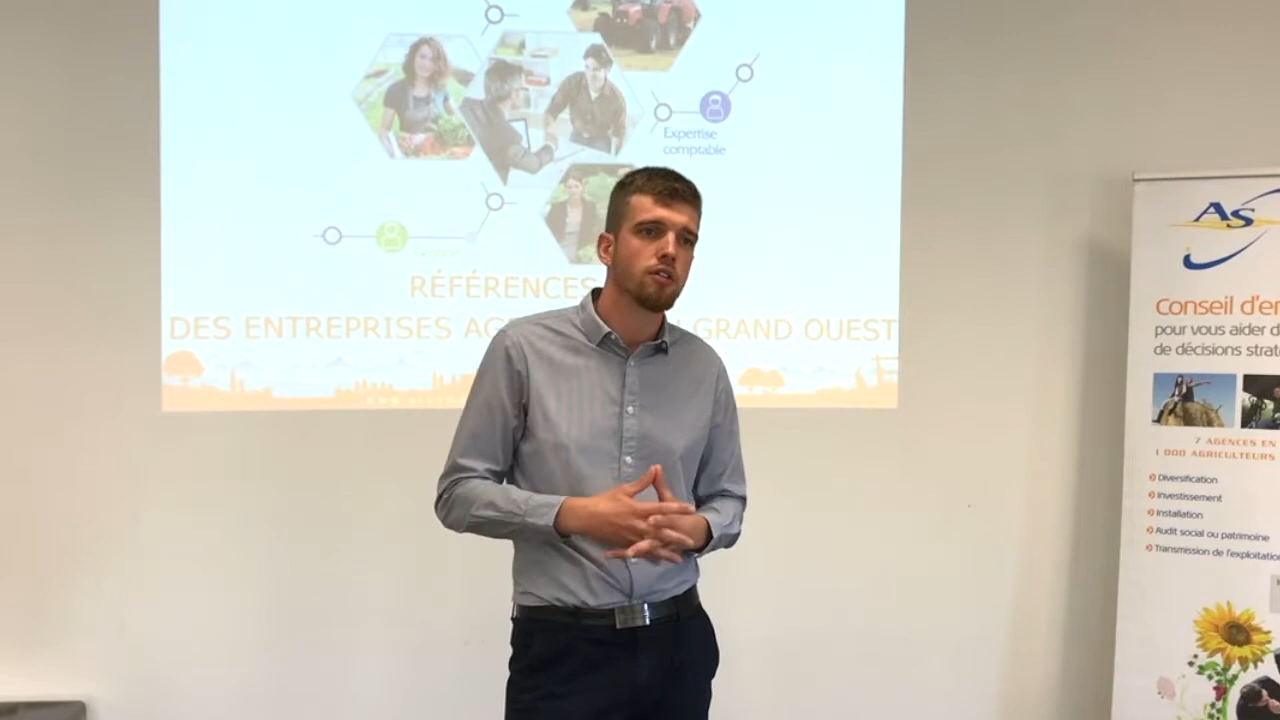 Expertise
comptable
RÉFÉRENCES
DES ENTREPRISES GRAND OUEST
AS
Conseil d'en
pour vous aider
de décisions strat
7 AGENCES EN
1 000 AGRICULTEURS
Diversification
Investissement
Installation
Audit social ou patrimoine
Transmission de l'exploitation